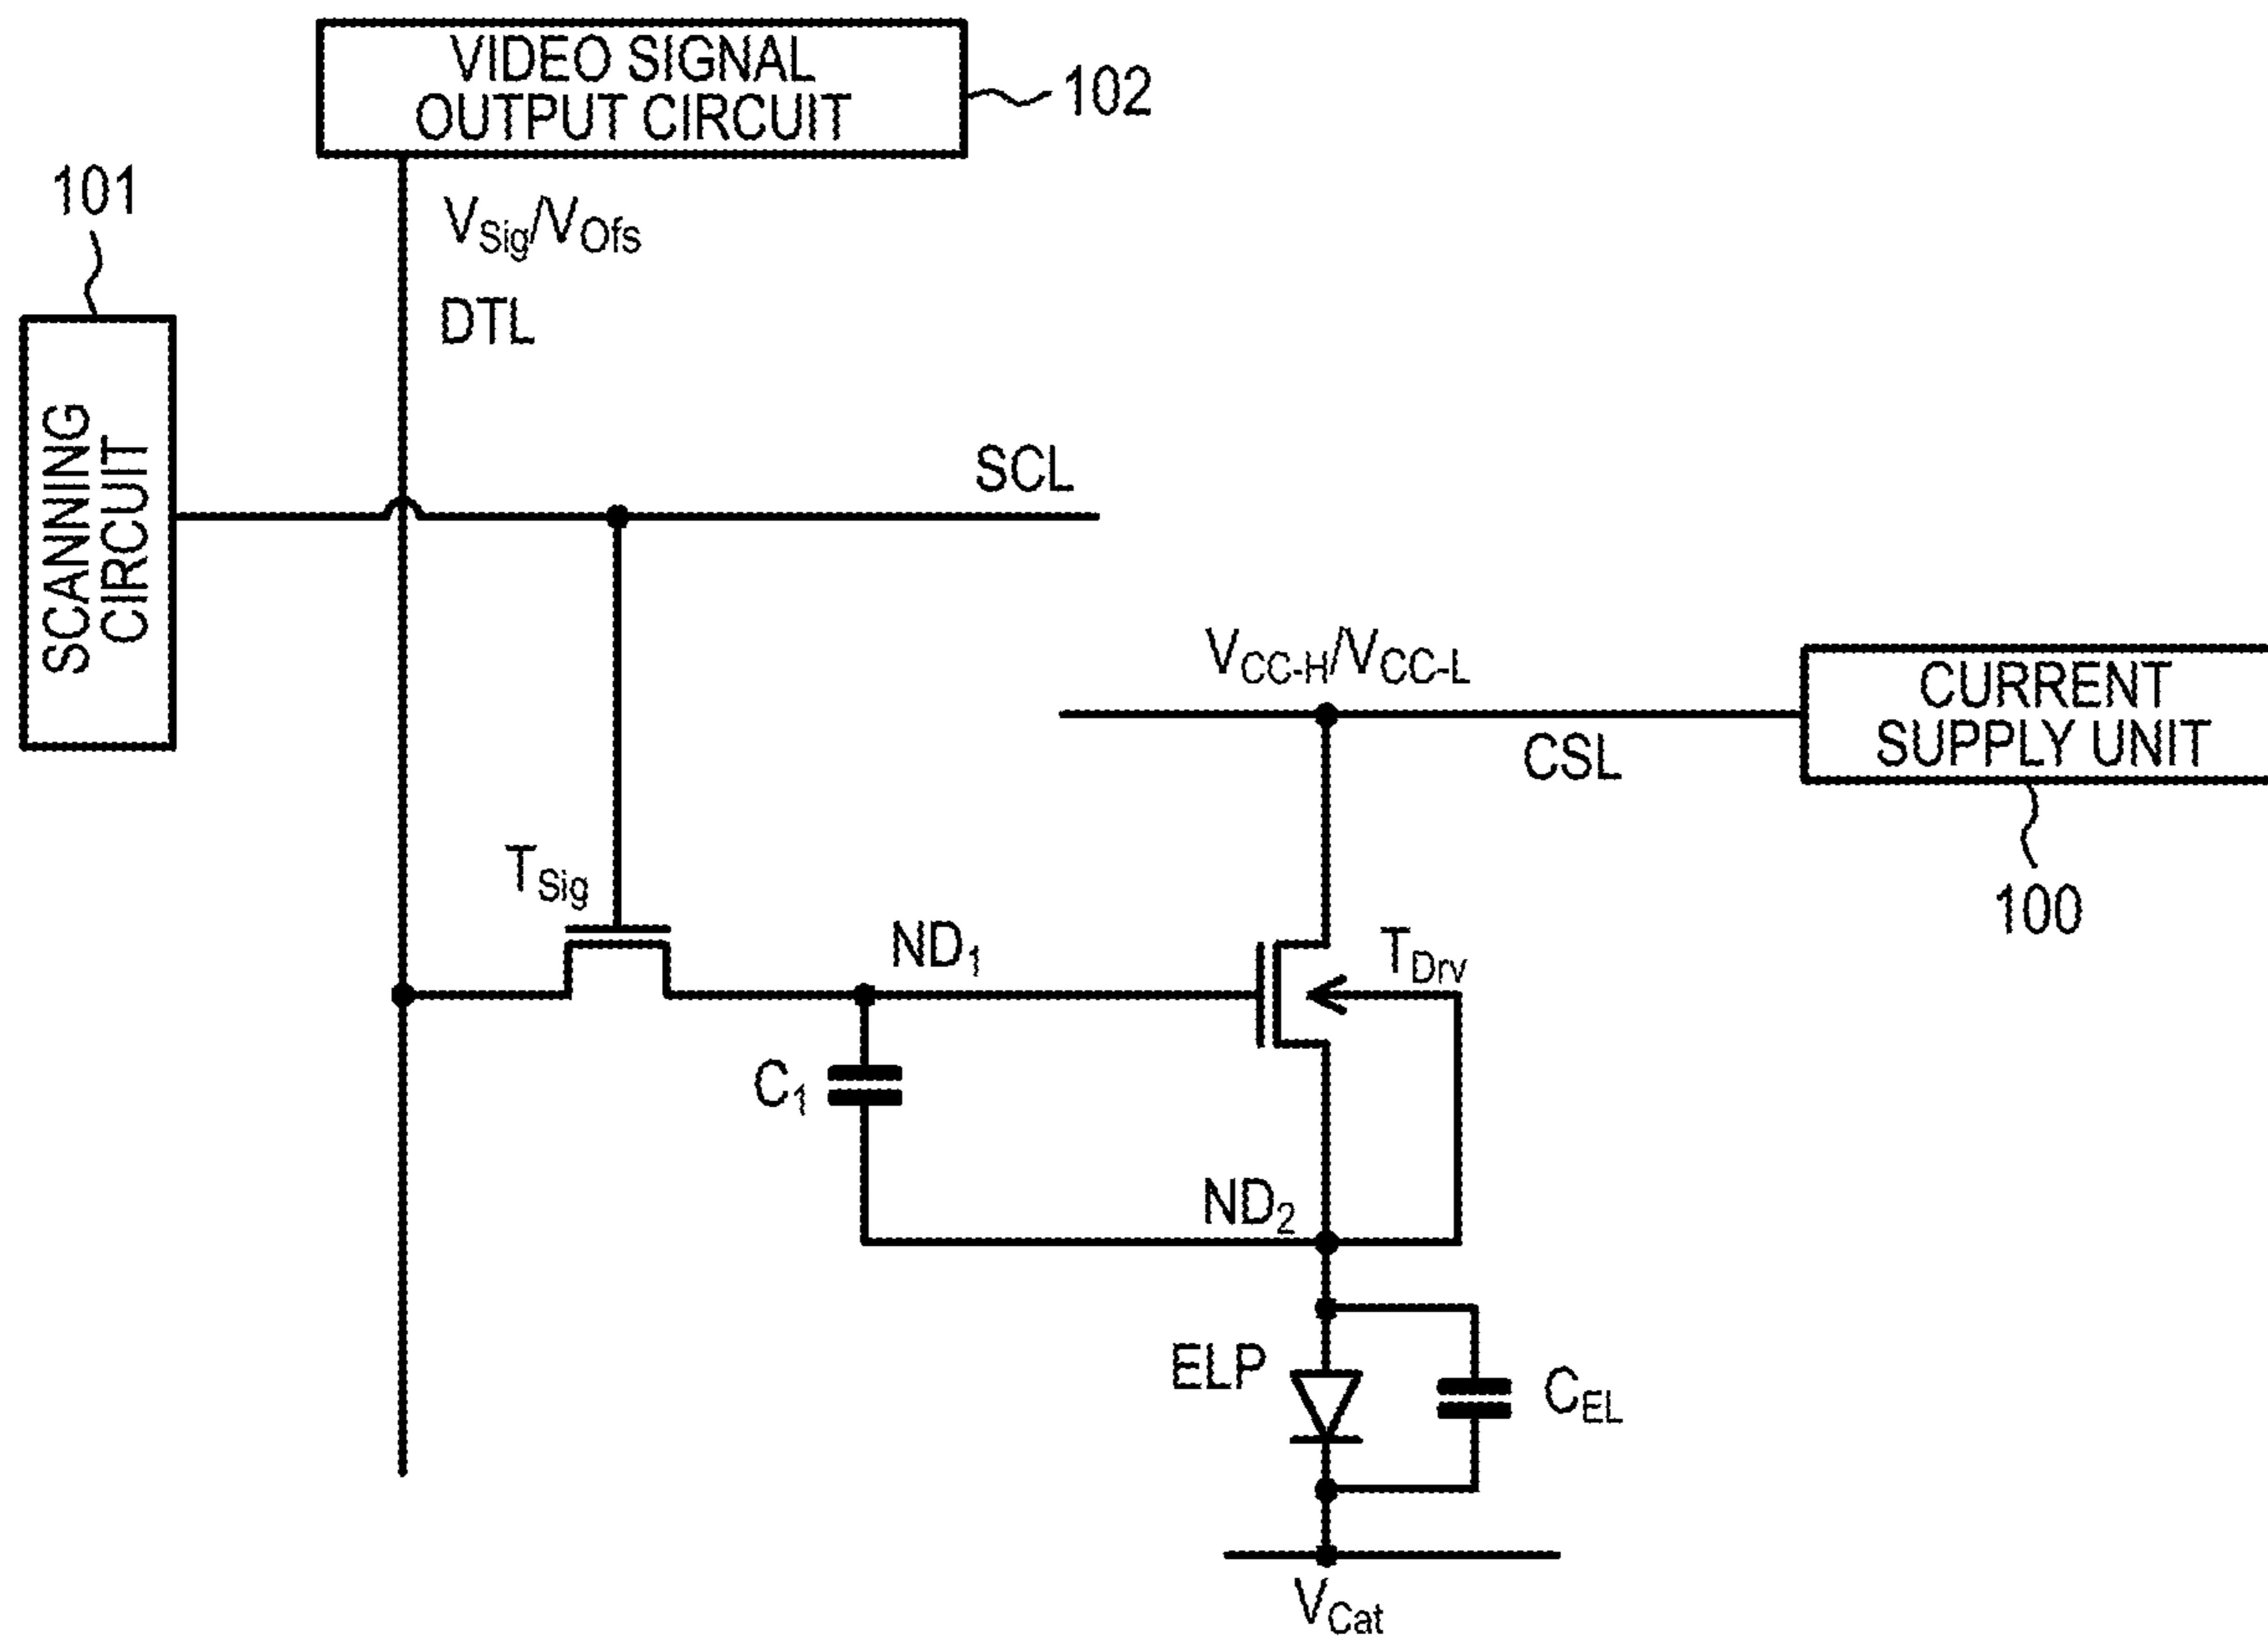 VIDEO SIGNAL
OUTPUT CIRCUIT
102
101
VSig/VOfs
DTL
SCANNING
CIRCUIT
SCL
VCC-H/VCC-L
CURRENT
SUPPLY UNIT
CSL
100
TSig
ND1
TDrv
C1
ND2
ELP
CEL
VCat